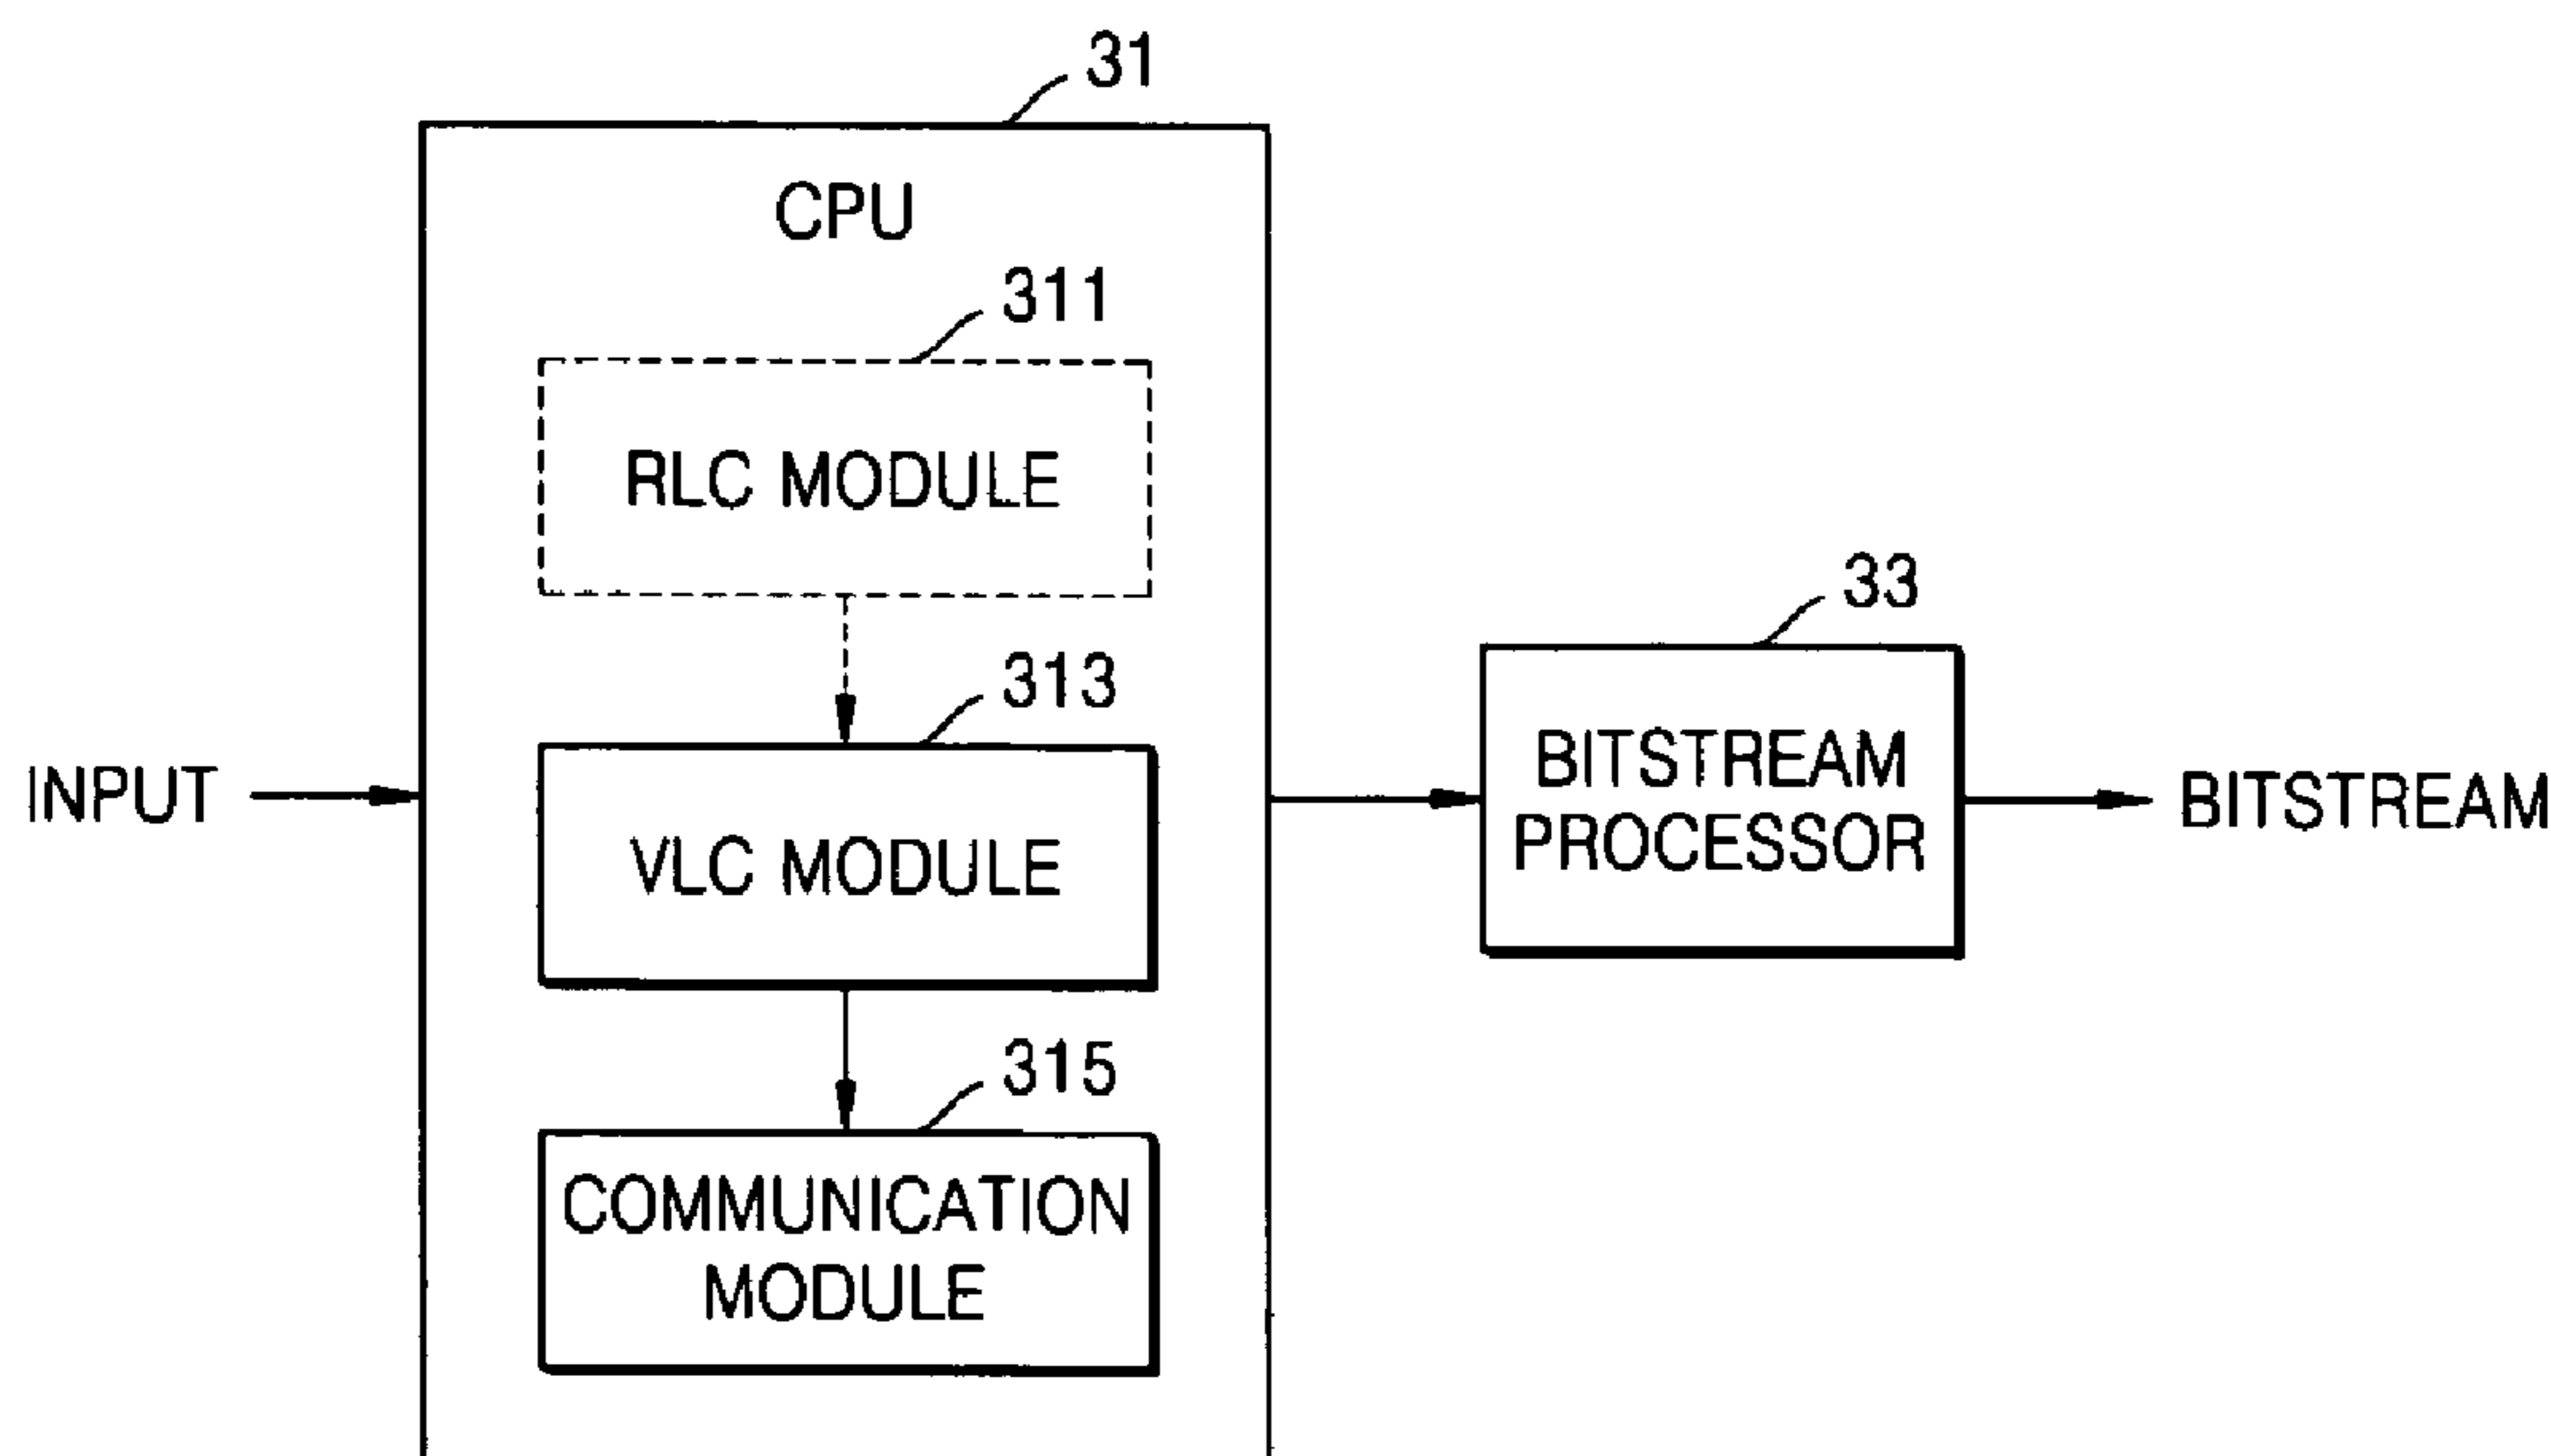 31
CPU
311
RLC MODULE
313
VLC MODULE
315
COMMUNICATION
MODULE
INPUT
33
BITSTREAM
PROCESSOR
BITSTREAM